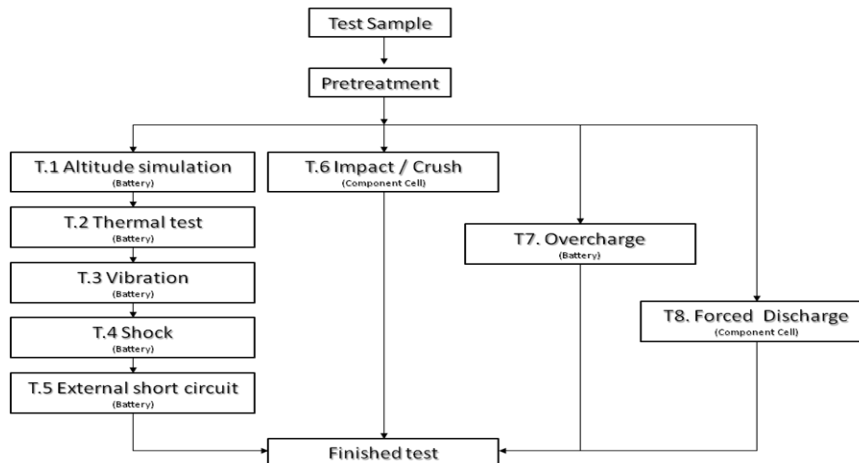 Test Sample
Pretreatment
T.1 Altitude simulation
(Battery)
T.2 Thermal test
(Battery)
T.3 Vibration
(Battery)
T.4 Shock
(Battery)
T.5 External short circuit
(Battery)
T.6 Impact / Crush
(Component Cell)
T7. Overcharge
(Battery)
T8. Forced Discharge
(Component Cell)
Finished test